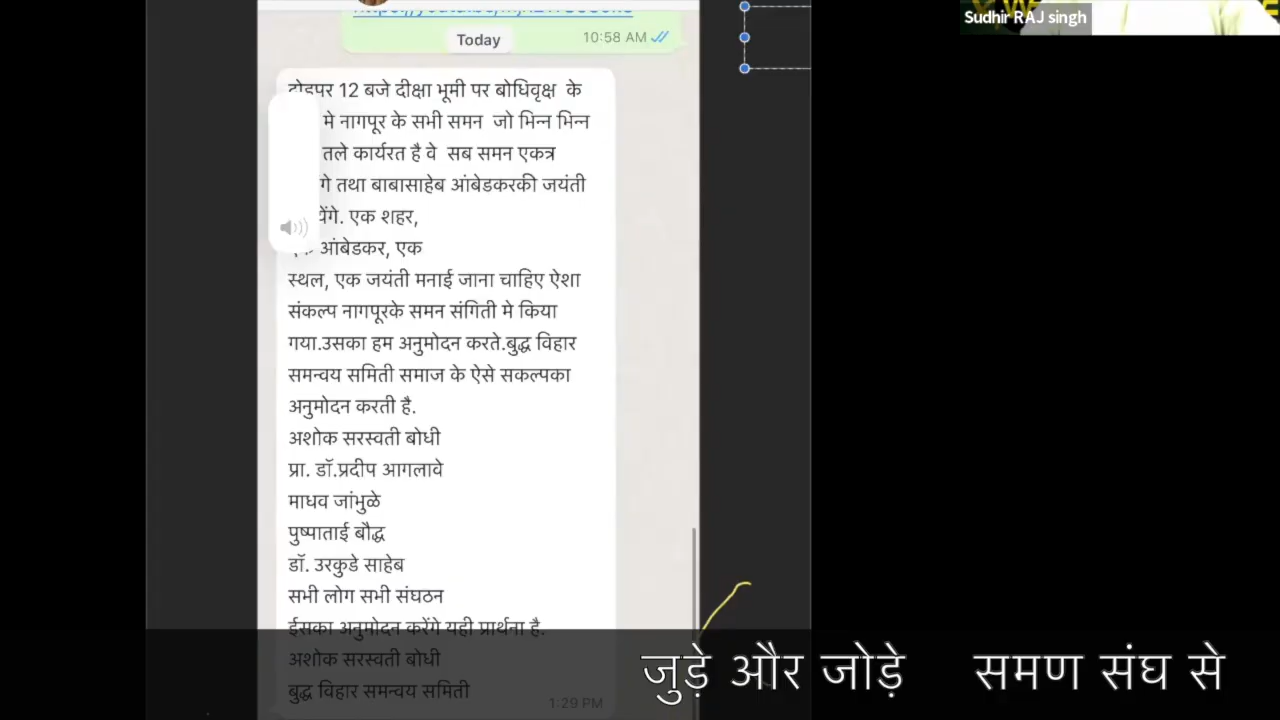 Sudhir RAJ singh
Today
10:58 AM
12 बजे दीक्षा भूमी पर बोधिवृक्ष के
मे नागपूर के सभी समन जो भिन्न भिन्न
तले कार्यरत है वे सब समन एकत्र
गे तथा बाबासाहेब आंबेडकरकी जयंती
येंगे. एक शहर,
आंबेडकर, एक
स्थल, एक जयंती मनाई जाना चाहिए ऐशा
संकल्प नागपूरके समन संगिती मे किया
गया.उसका हम अनुमोदन करते.बुद्ध विहार
समन्वय समिती समाज के ऐसे सकल्पका
अनुमोदन करती है.
अशोक सरस्वती बोधी
प्रा. डॉ.प्रदीप आगलावे
माधव जांभुळे
पुष्पाताई बौद्ध
डॉ. उरकुडे साहेब
सभी लोग सभी संघठन
ईसका अनुमोदन करेंगे यही प्रार्थना है.
अशोक सरस्वती बोधी
बुद्ध विहार समन्वय समिती
1:29 PM
जुड़े और जोड़े समण संघ से